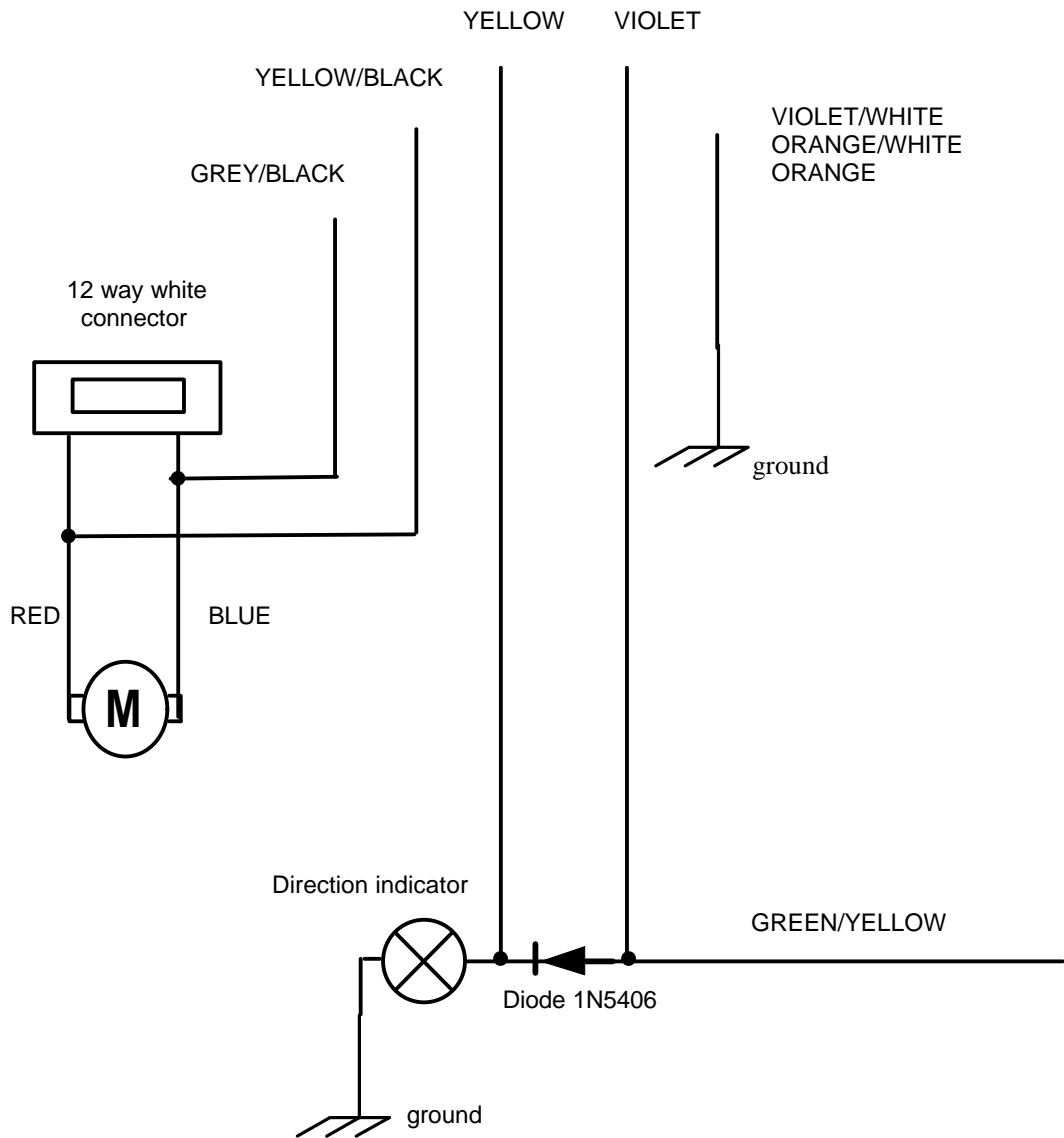 YELLOW
VIOLET
YELLOW/BLACK
VIOLET/WHITE
ORANGE/WHITE
ORANGE
GREY/BLACK
12 way white
connector
ground
RED
BLUE
M
Direction indicator
GREEN/YELLOW
Diode 1N5406
ground